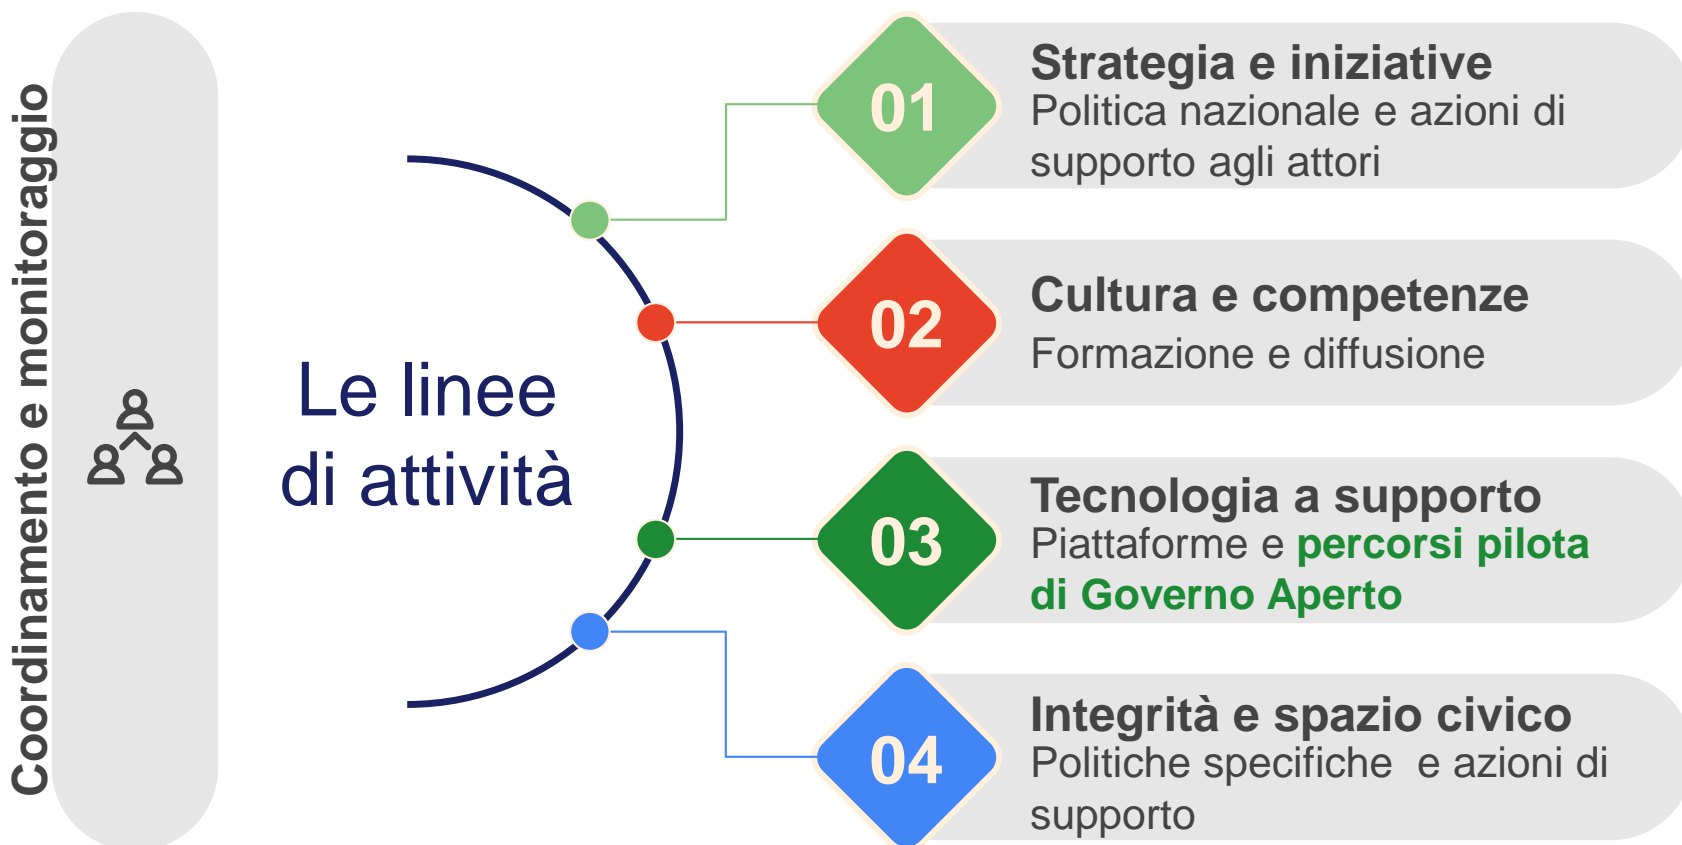 Coordinamento e monitoraggio
Le linee
di attività
01
Strategia e iniziative
Politica nazionale e azioni di
supporto agli attori
02
Cultura e competenze
Formazione e diffusione
03
Tecnologia a supporto
Piattaforme e percorsi pilota
di Governo Aperto
04
Integrità e spazio civico
Politiche specifiche  e azioni di
supporto